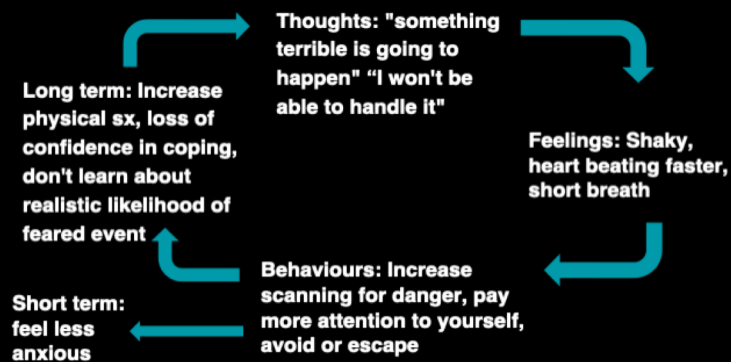 Thoughts: "something
terrible is going to
happen" “I won't be
able to handle it"
Feelings: Shaky,
heart beating faster,
short breath
Behaviours: Increase
scanning for danger, pay
more attention to yourself,
avoid or escape
Short term:
feel less
anxious
Long term: Increase
physical sx, loss of
confidence in coping,
don't learn about
realistic likelihood of
feared event